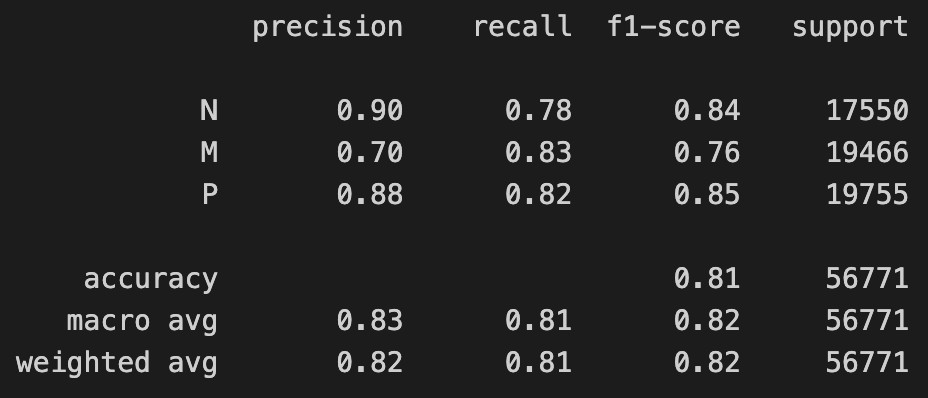 precision recall f1-score support
N 0.90 0.78 0.84 17550
M 0.70 0.83 0.76 19466
P 0.88 0.82 0.85 19755
accuracy 0.81 56771
macro avg 0.83 0.81 0.82 56771
weighted avg 0.82 0.81 0.82 56771